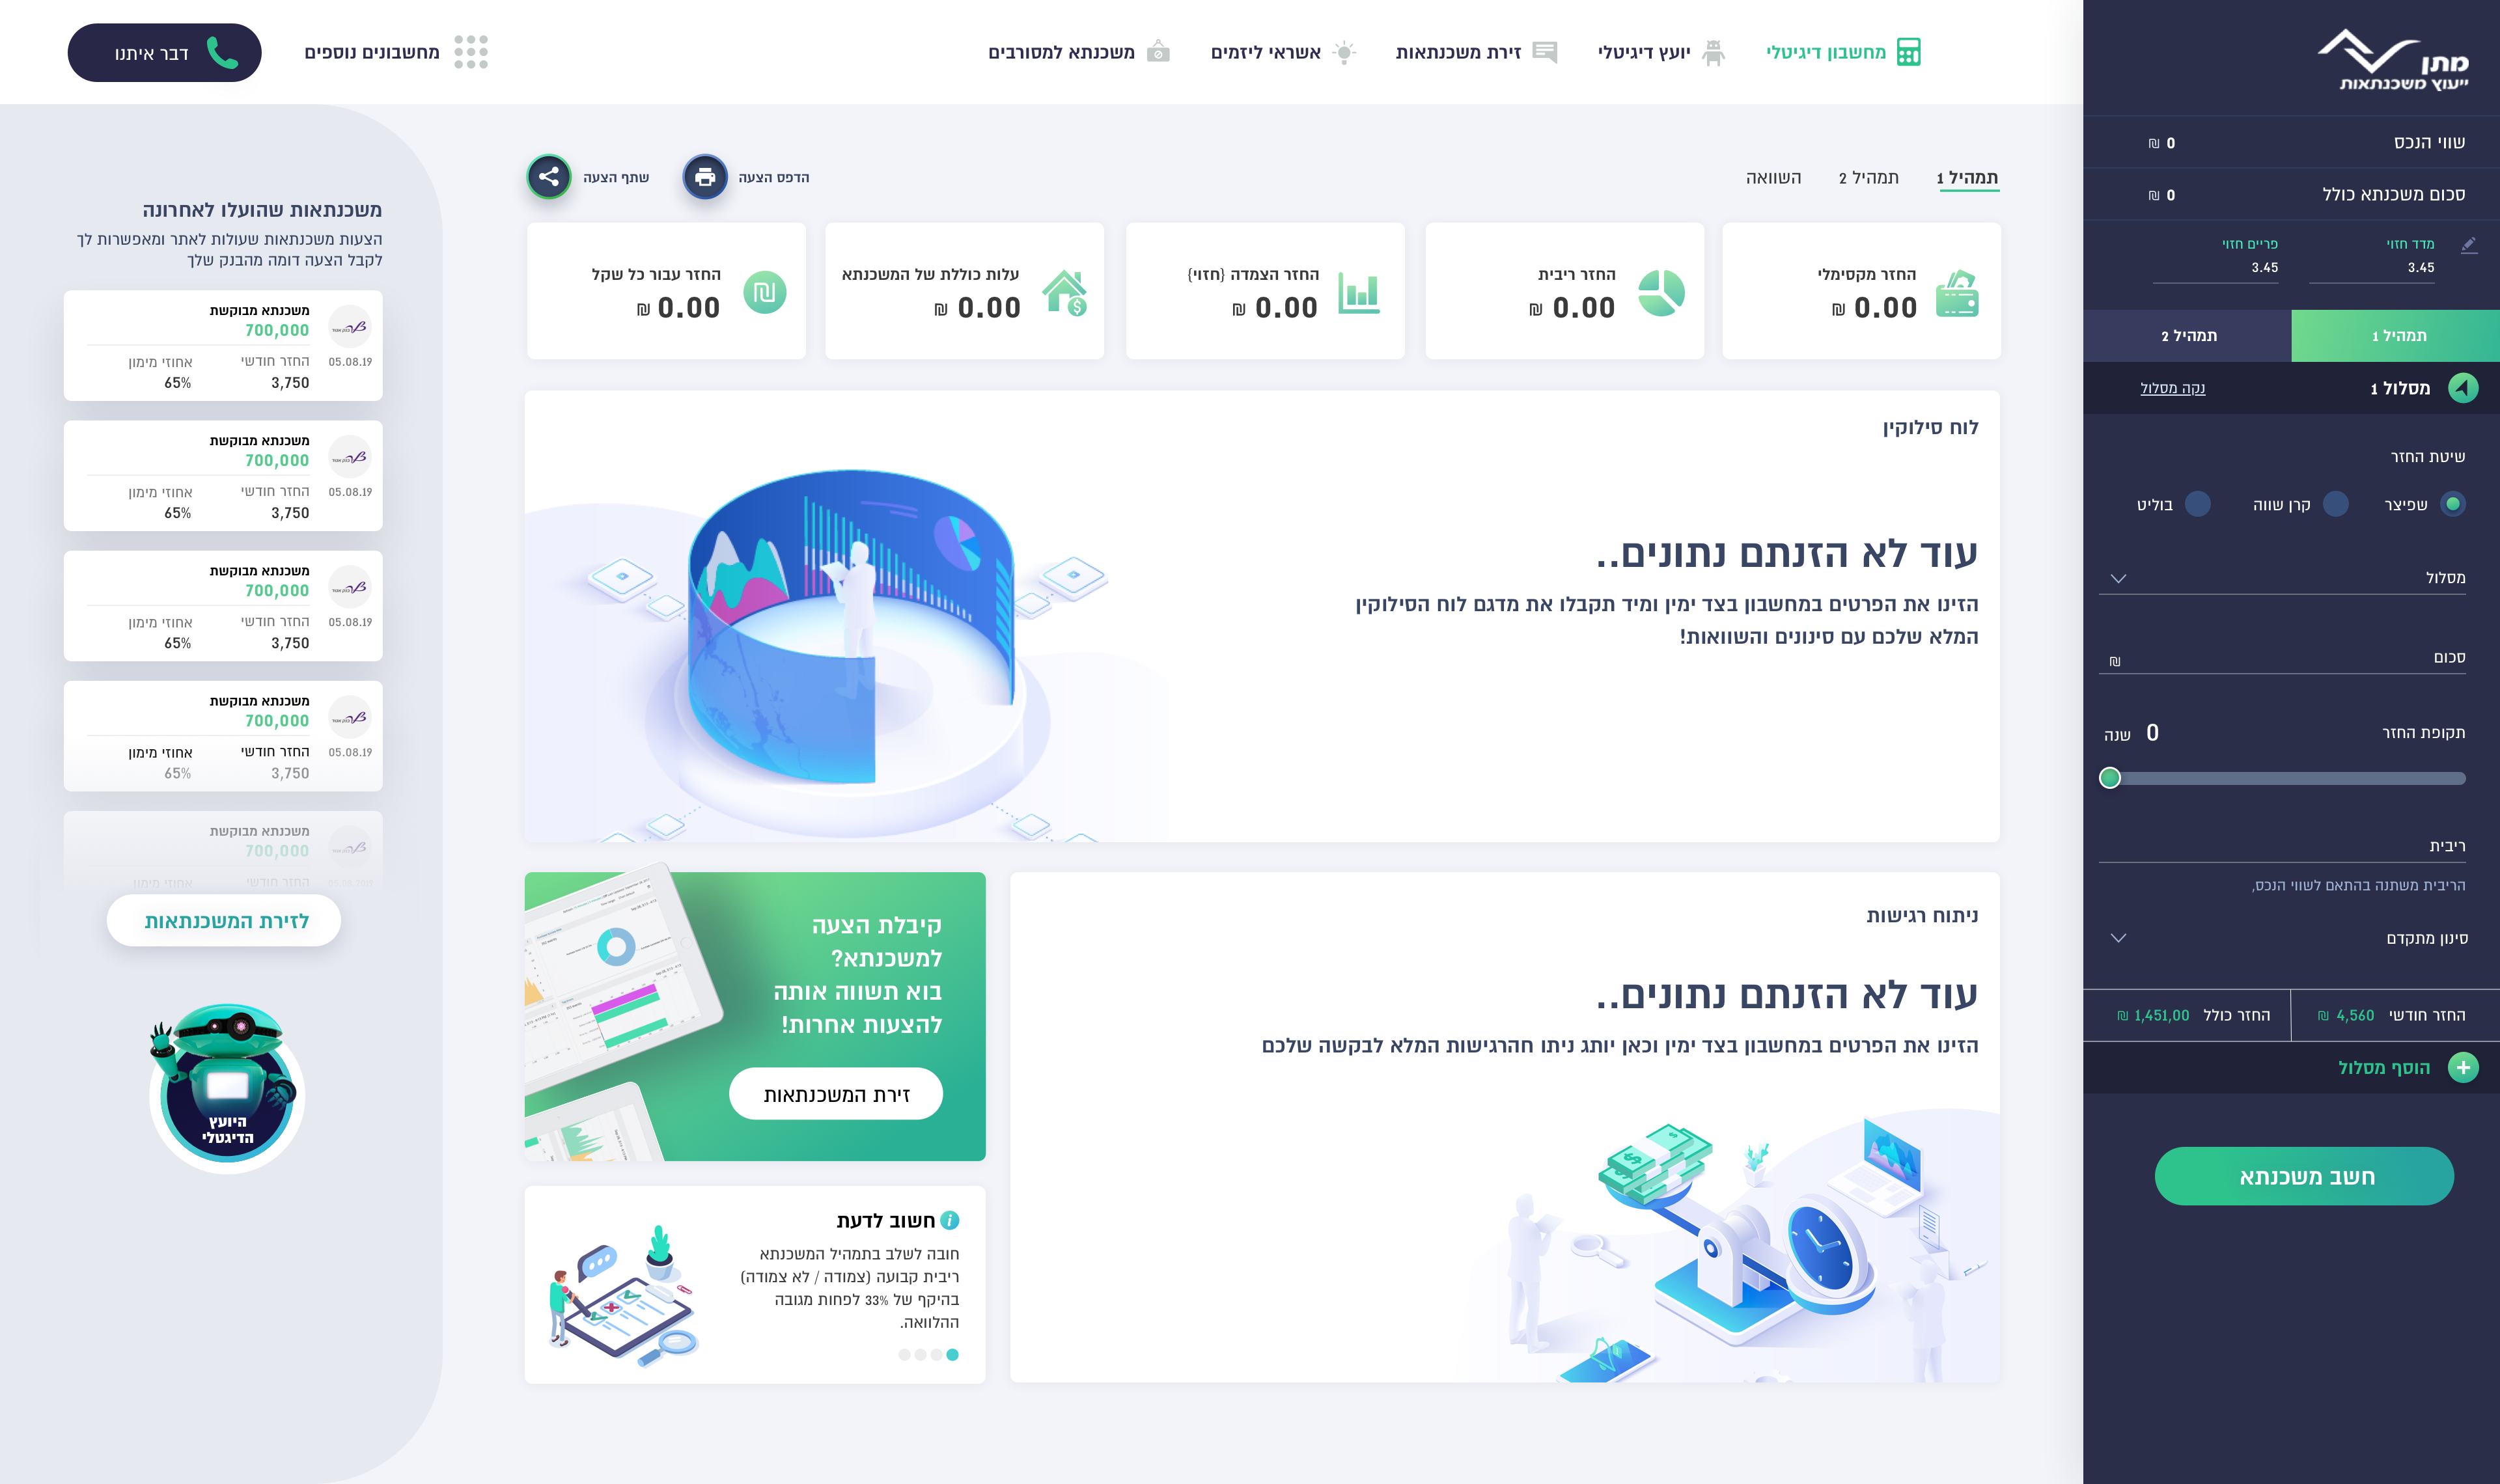 מתן
ייעוץ משכנתאות
מחשבון דיגיטלי
יועץ דיגיטלי
זירת משכנתאות
אשראי ליזמים
משכנתא למסורבים
מחשבונים נוספים
דבר איתנו
שווי הנכס
0 ₪
סכום משכנתא כולל
0 ₪
מדד חזוי
3.45
פריים חזוי
3.45
תמהיל 1
תמהיל 2
מסלול 1
נקה מסלול
שיטת החזר
שפיצר
קרן שווה
בוליט
מסלול
סכום
₪
תקופת החזר
0 שנה
ריבית
הריבית משתנה בהתאם לשווי הנכס,
סינון מתקדם
החזר חודשי 4,560 ₪
החזר כולל 1,451,00 ₪
הוסף מסלול
חשב משכנתא
תמהיל 1
תמהיל 2
השוואה
הדפס הצעה
שתף הצעה
החזר מקסימלי
0.00 ₪
החזר ריבית
0.00 ₪
החזר הצמדה {חזוי}
0.00 ₪
עלות כוללת של המשכנתא
0.00 ₪
החזר עבור כל שקל
0.00 ₪
לוח סילוקין
עוד לא הזנתם נתונים..
הזינו את הפרטים במחשבון בצד ימין ומיד תקבלו את מדגם לוח הסילוקין
המלא שלכם עם סינונים והשוואות!
ניתוח רגישות
עוד לא הזנתם נתונים..
הזינו את הפרטים במחשבון בצד ימין וכאן יותג ניתו חהרגישות המלא לבקשה שלכם
קיבלת הצעה
למשכנתא?
בוא תשווה אותה
להצעות אחרות!
זירת המשכנתאות
חשוב לדעת
חובה לשלב בתמהיל המשכנתא
ריבית קבועה (צמודה / לא צמודה)
בהיקף של 33% לפחות מגובה
ההלוואה.
משכנתאות שהועלו לאחרונה
הצעות משכנתאות שעולות לאתר ומאפשרות לך
לקבל הצעה דומה מהבנק שלך
משכנתא מבוקשת
700,000
05.08.19
החזר חודשי
3,750
אחוזי מימון
65%
משכנתא מבוקשת
700,000
05.08.19
החזר חודשי
3,750
אחוזי מימון
65%
משכנתא מבוקשת
700,000
05.08.19
החזר חודשי
3,750
אחוזי מימון
65%
משכנתא מבוקשת
700,000
05.08.19
החזר חודשי
3,750
אחוזי מימון
65%
משכנתא מבוקשת
700,000
החזר חודשי
אחוזי מימון
לזירת המשכנתאות
היועץ
הדיגטלי